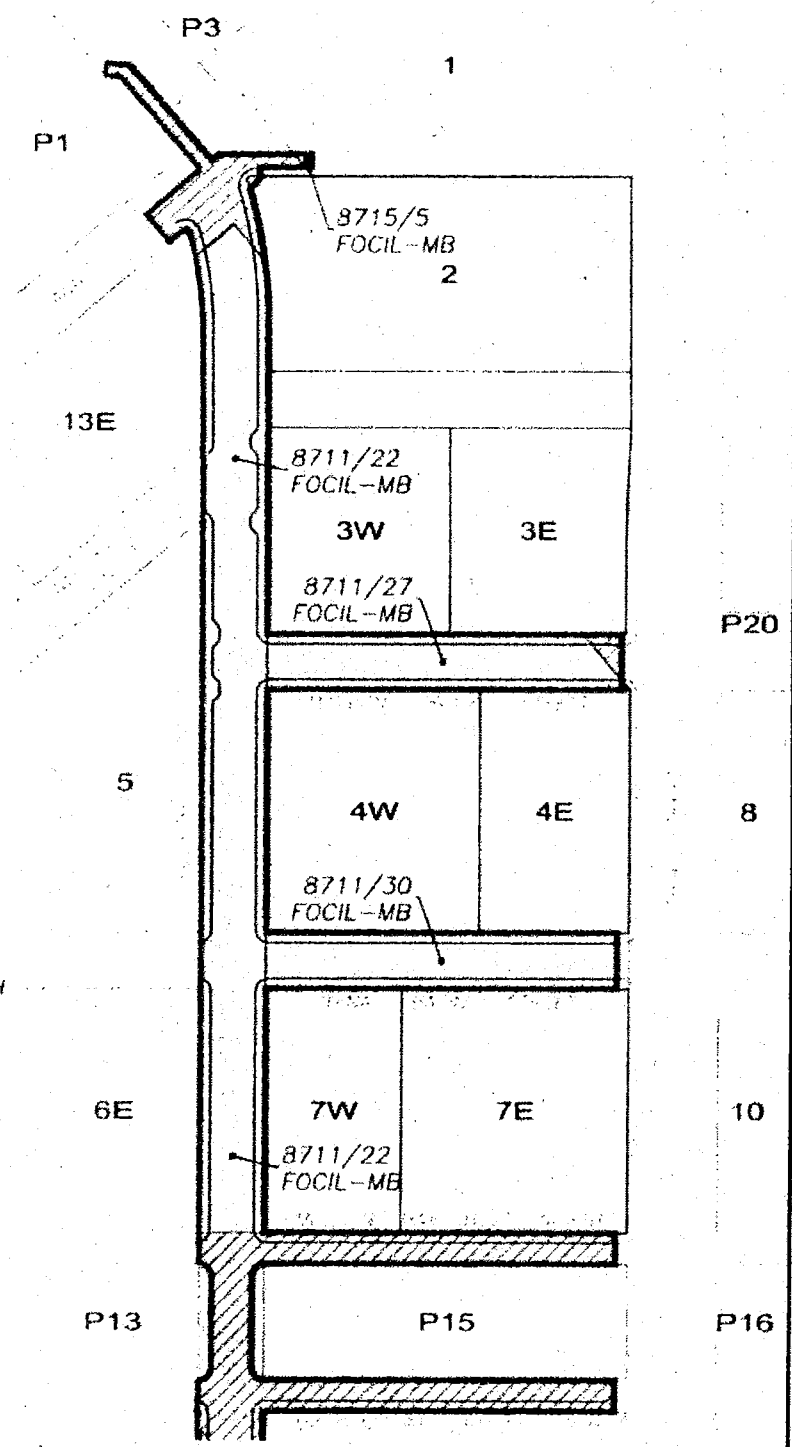 P3
1
P1
8715/5
FOCIL-MB
2
13E
8711/22
FOCIL-MB
3W
3E
8711/27
FOCIL-MB
P20
5
4W
4E
8
8711/30
FOCIL-MB
6E
7W
7E
10
8711/22
FOCIL-MB
P13
P15
P16